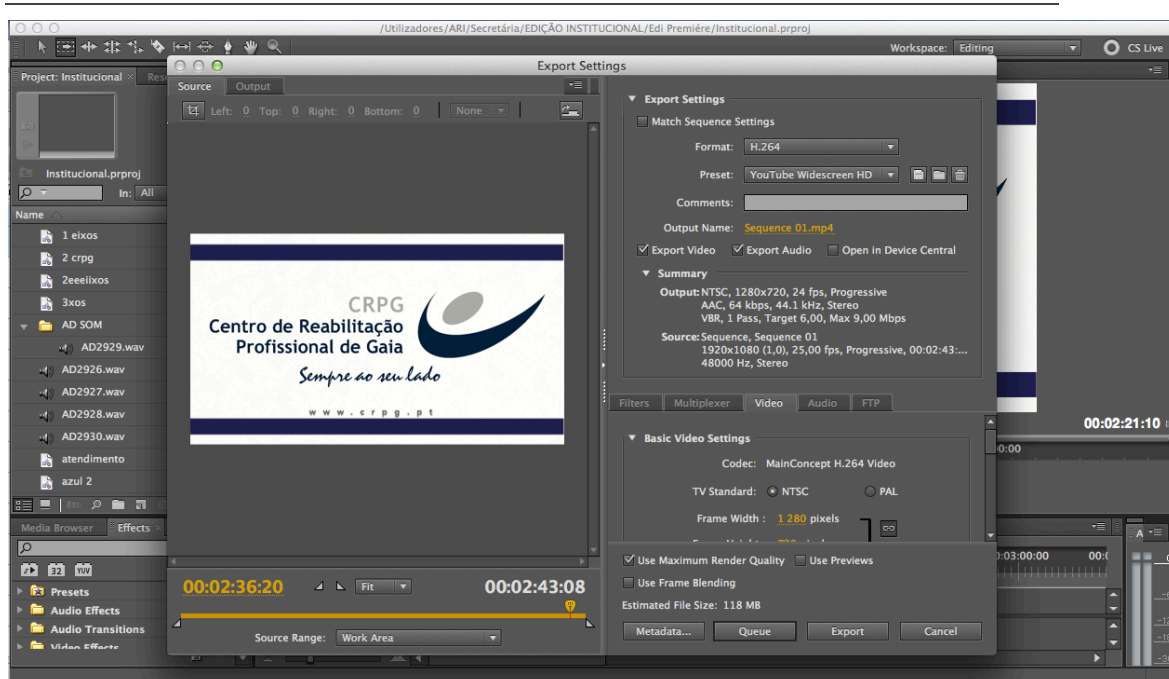 /Utilizadores/ARI/Secretária/EDIÇÃO INSTITUCIONAL/Edi Premiére/Institucional.prproj
Workspace: Editing
CS Live
Project: Institucional
Export Settings
Source
Output
Left: 0 Top: 0 Right: 0 Bottom: 0
None
Institucional.prproj
In: All
Name
1 eixos
2 crpg
2eeeiixos
3xos
AD SOM
AD2929.wav
AD2926.wav
AD2927.wav
AD2928.wav
AD2930.wav
atendimento
azul 2
Media Browser
Effects
32
YUV
Presets
Audio Effects
Audio Transitions
Video Effects
CRPG
Centro de Reabilitação
Profissional de Gaia
Sempre ao seu lado
www.crpg.pt
00:02:36:20
Fit
00:02:43:08
Source Range: Work Area
Export Settings
Match Sequence Settings
Format: H.264
Preset: YouTube Widescreen HD
Comments:
Output Name: Sequence 01.mp4
Export Video
Export Audio
Open in Device Central
Summary
Output: NTSC, 1280x720, 24 fps, Progressive
AAC, 64 kbps, 44.1 kHz, Stereo
VBR, 1 Pass, Target 6,00, Max 9,00 Mbps
Source: Sequence, Sequence 01
1920x1080 (1,0), 25,00 fps, Progressive, 00:02:43:...
48000 Hz, Stereo
Filters
Multiplexer
Video
Audio
FTP
Basic Video Settings
Codec: MainConcept H.264 Video
TV Standard: NTSC PAL
Frame Width : 1 280 pixels
Use Maximum Render Quality
Use Previews
Use Frame Blending
Estimated File Size: 118 MB
Metadata...
Queue
Export
Cancel
00:02:21:10
0:00
:03:00:00
00:(